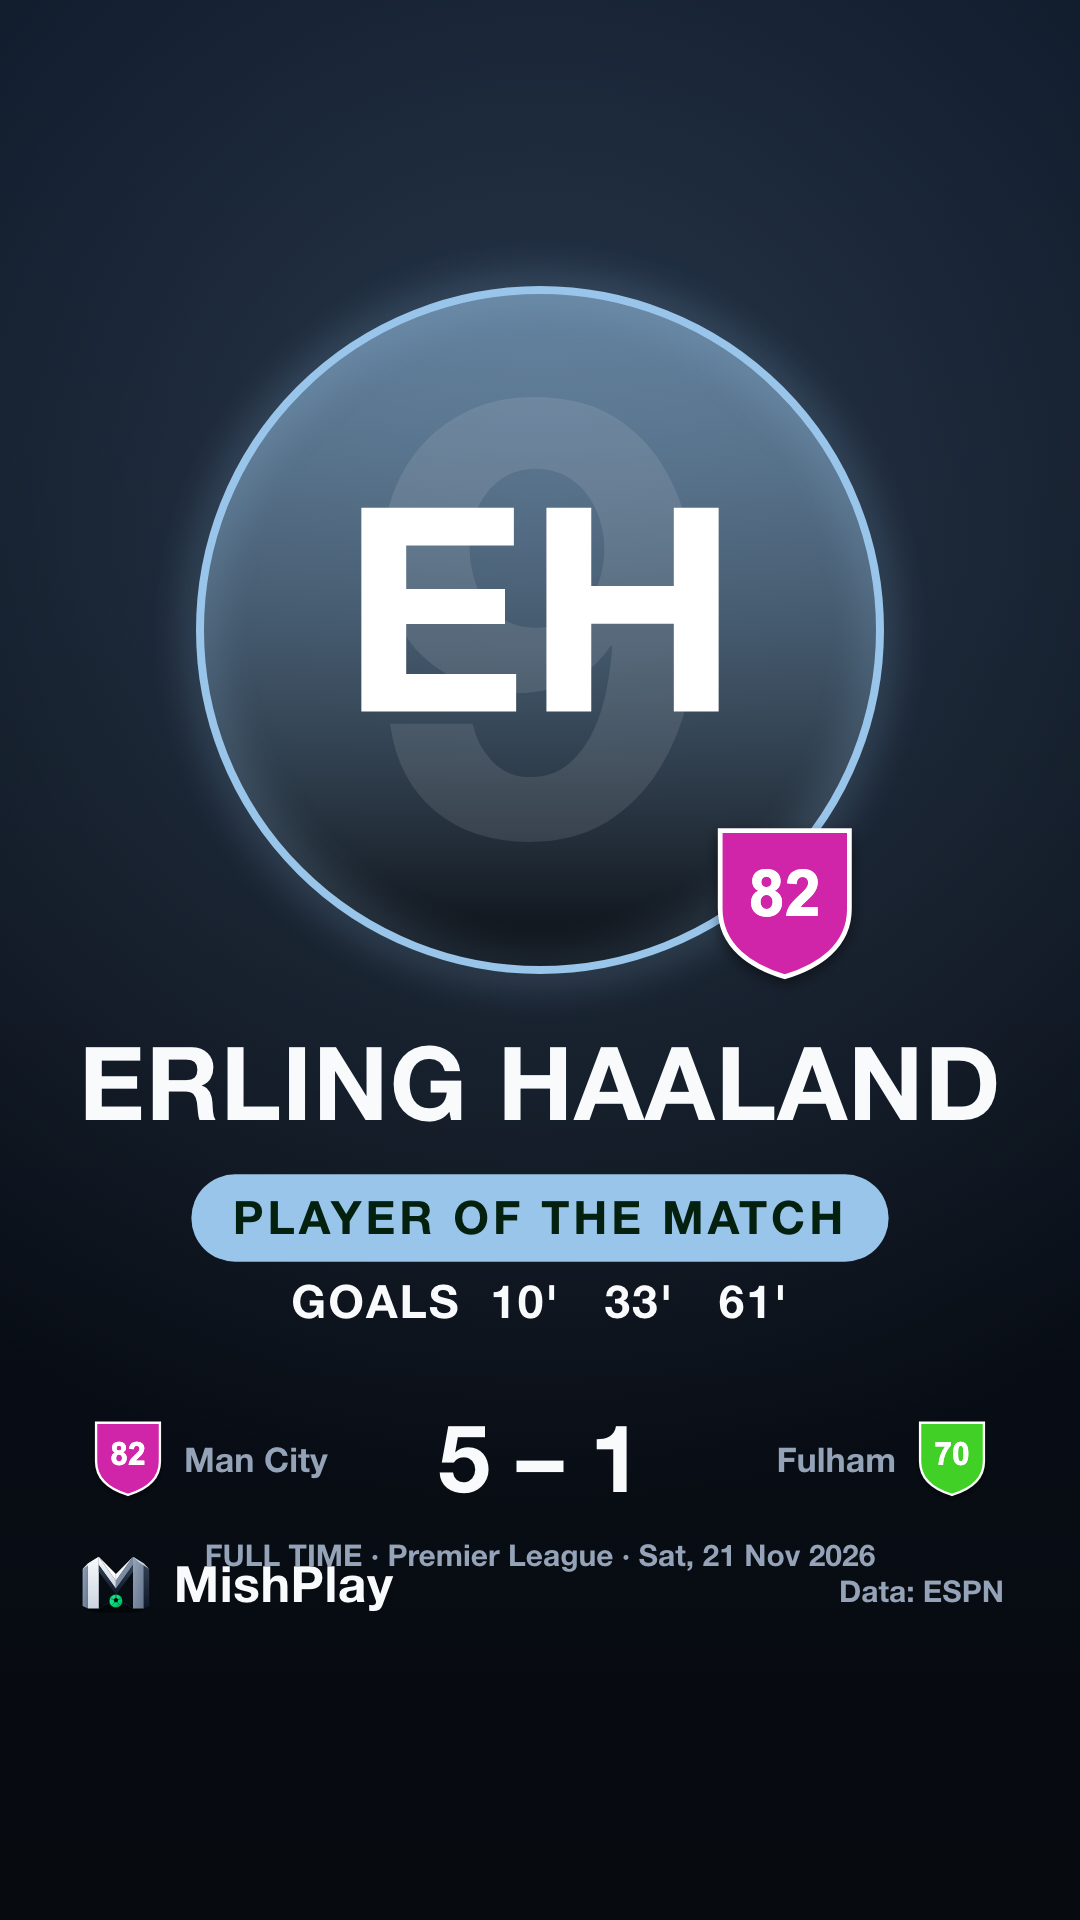 9
EH
82
ERLING HAALAND
PLAYER OF THE MATCH
GOALS 10' 33' 61'
82 Man City 5 – 1 Fulham 70
FULL TIME · Premier League · Sat, 21 Nov 2026
MishPlay
Data: ESPN